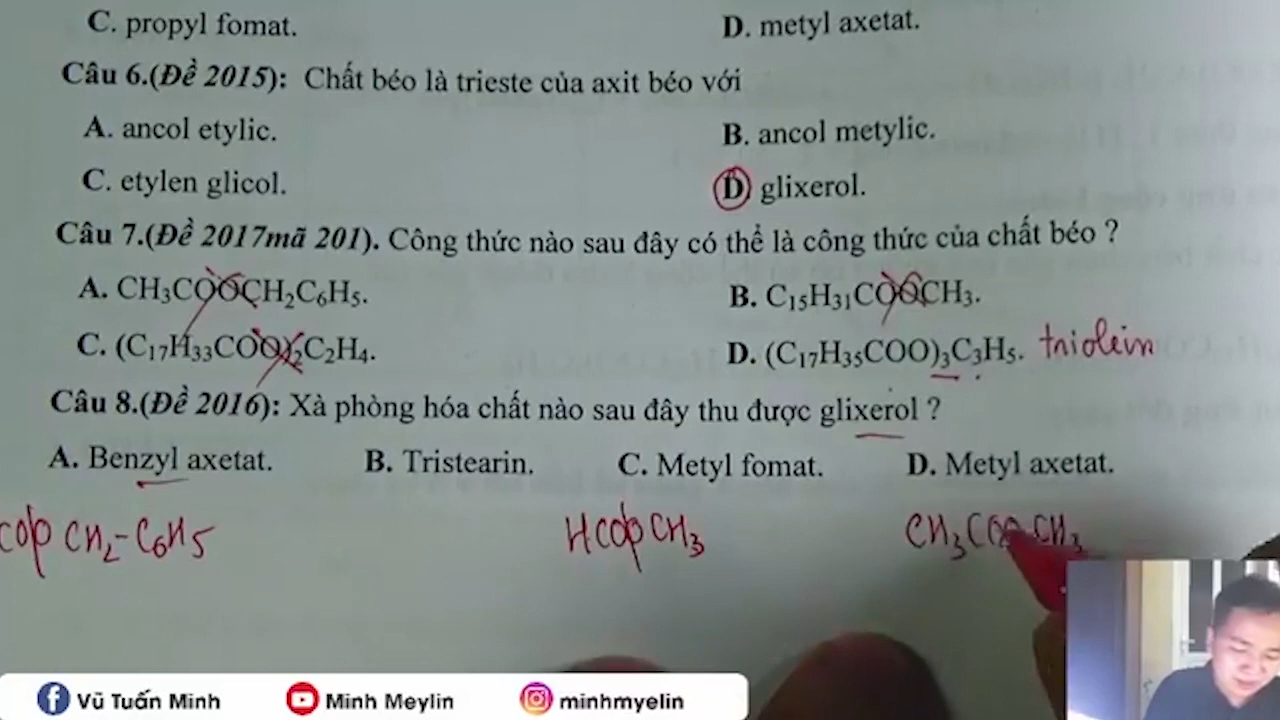 C. propyl fomat. D. metyl axetat.
Câu 6.(Đề 2015): Chất béo là trieste của axit béo với
A. ancol etylic. B. ancol metylic.
C. etylen glicol. D glixerol.
Câu 7.(Đề 2017mã 201). Công thức nào sau đây có thể là công thức của chất béo ?
A. CH₃COOCH₂C₆H₅. B. C₁₅H₃₁COOCH₃.
C. (C₁₇H₃₃COO)₂C₂H₄. D. (C₁₇H₃₅COO)₃C₃H₅. triolein
Câu 8.(Đề 2016): Xà phòng hóa chất nào sau đây thu được glixerol ?
A. Benzyl axetat. B. Tristearin. C. Metyl fomat. D. Metyl axetat.
COO CH₂-C₆H₅ HCOO CH₃ CH₃COO CH₃
Vũ Tuấn Minh Minh Meylin minhmyelin